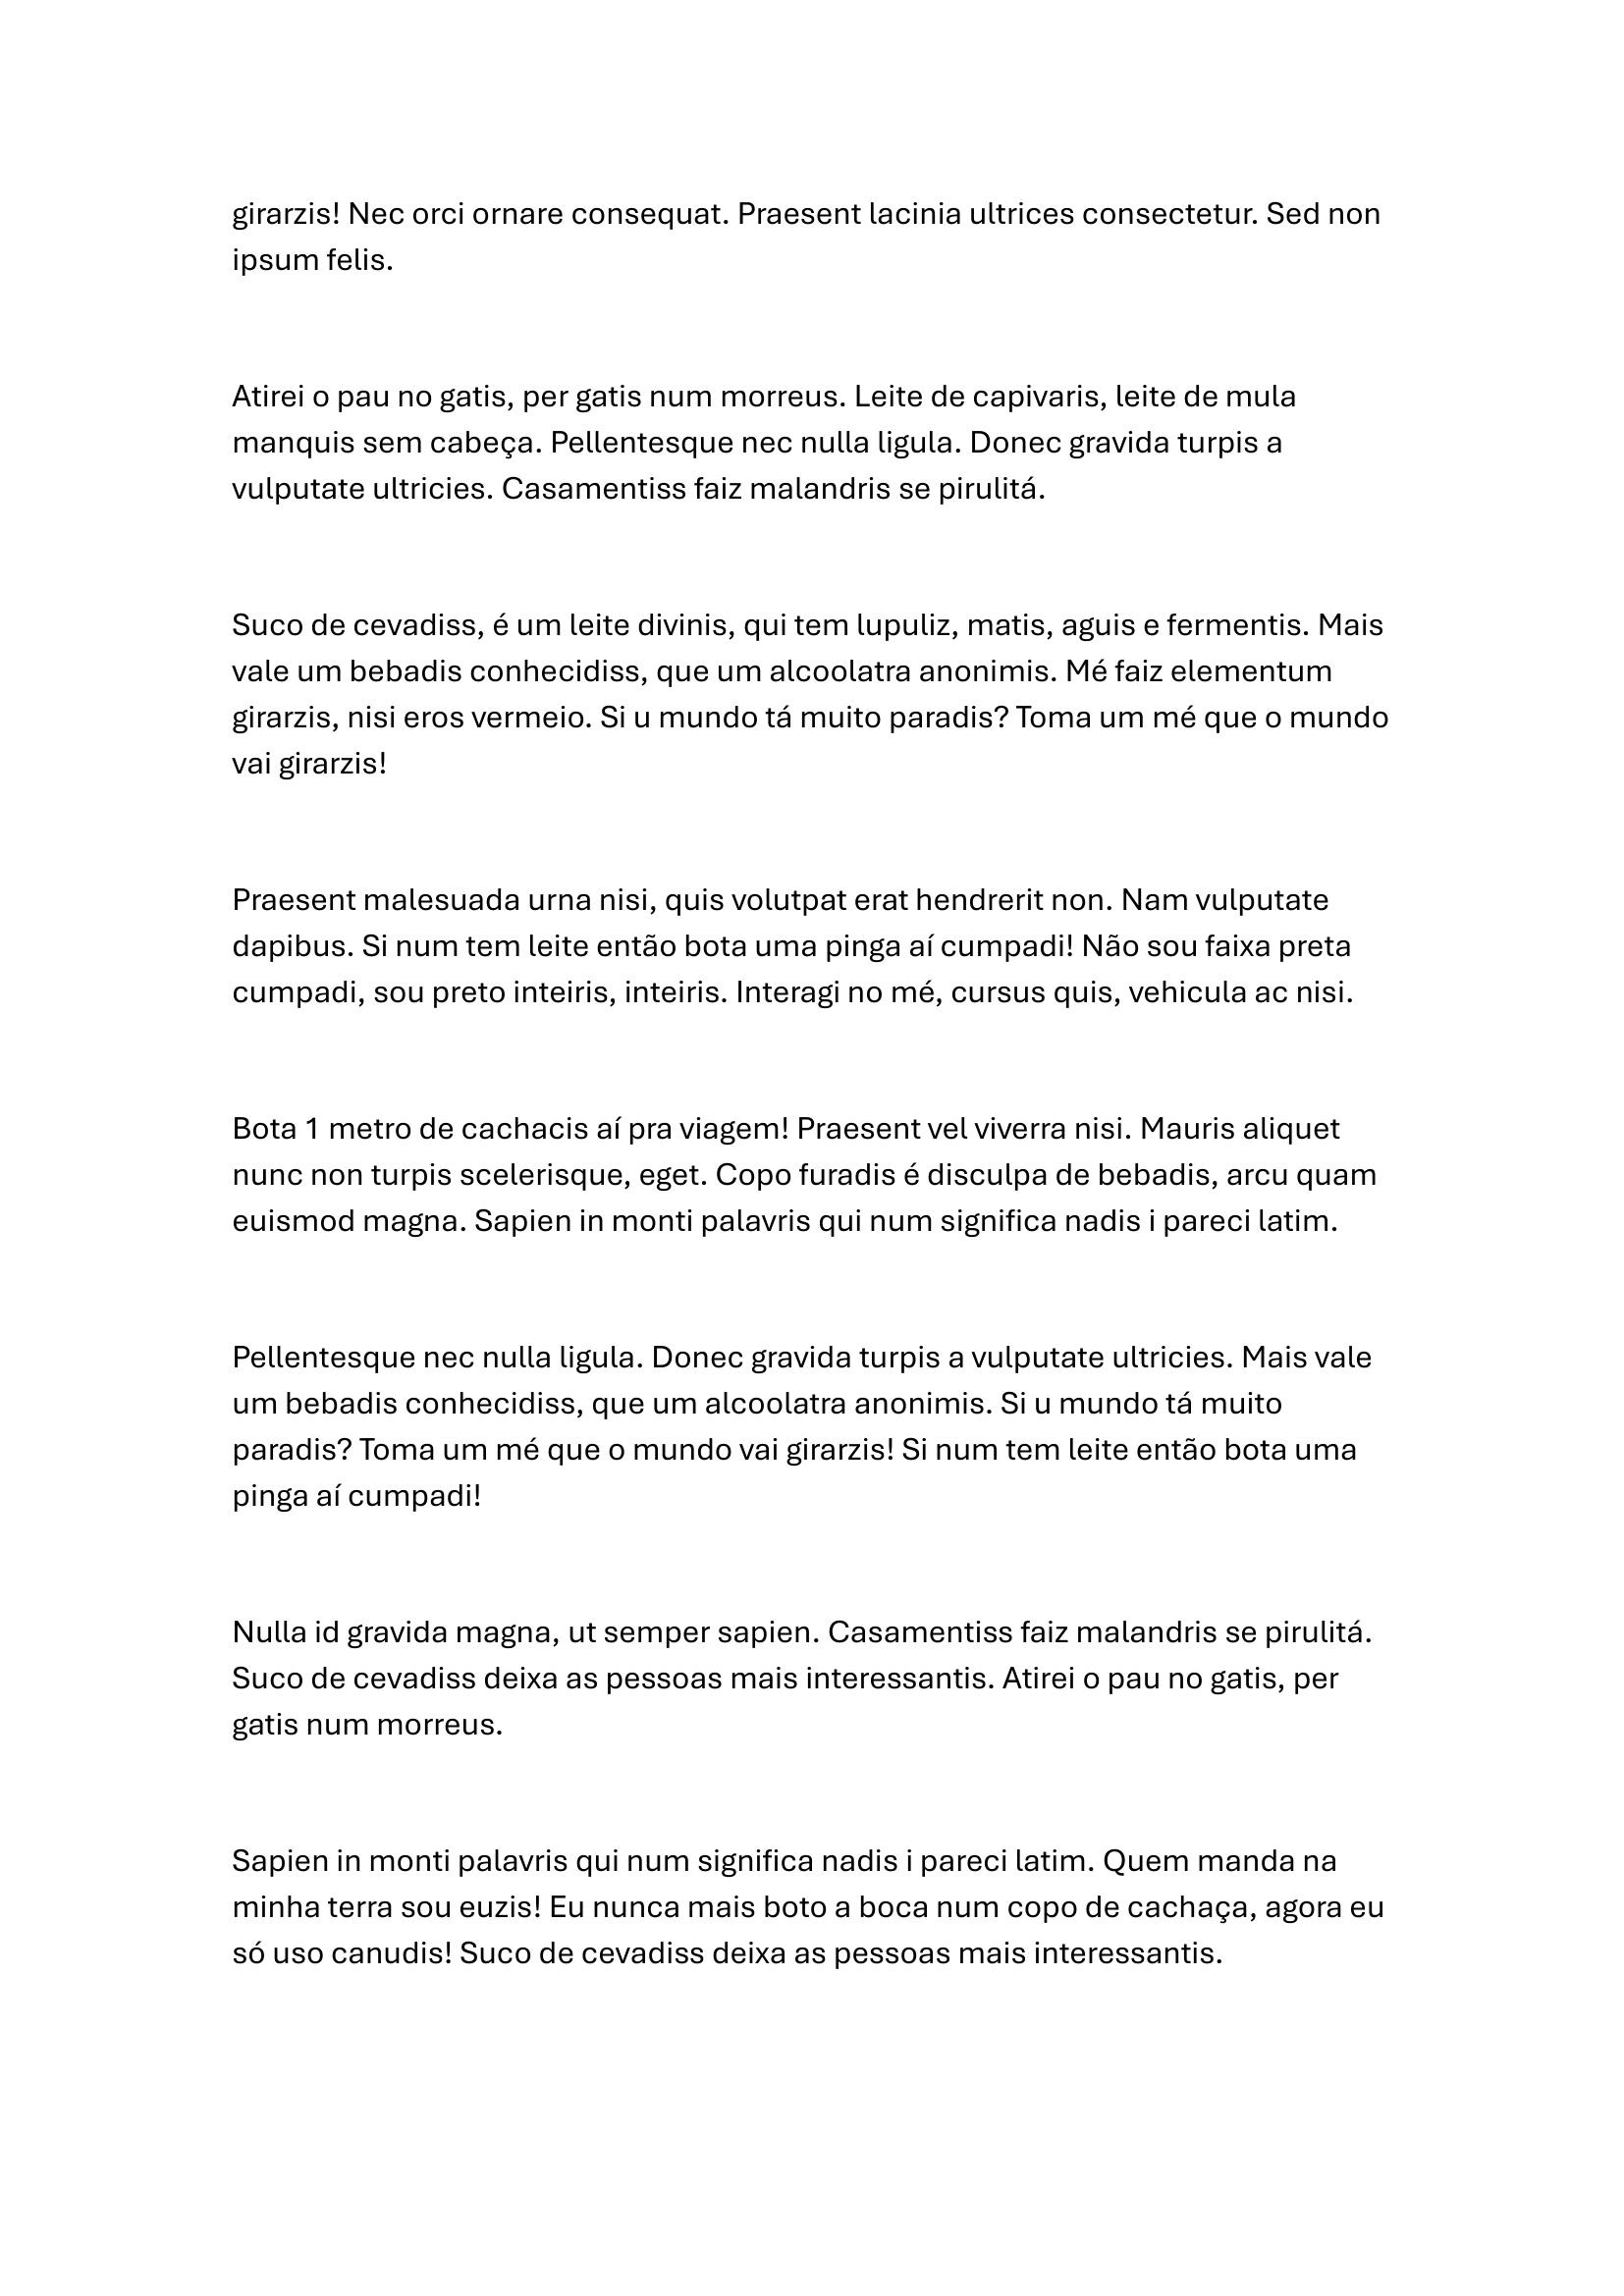 girarzis! Nec orci ornare consequat. Praesent lacinia ultrices consectetur. Sed non
ipsum felis.
Atirei o pau no gatis, per gatis num morreus. Leite de capivaris, leite de mula
manquis sem cabeça. Pellentesque nec nulla ligula. Donec gravida turpis a
vulputate ultricies. Casamentiss faiz malandris se pirulitá.
Suco de cevadiss, é um leite divinis, qui tem lupuliz, matis, aguis e fermentis. Mais
vale um bebadis conhecidiss, que um alcoolatra anonimis. Mé faiz elementum
girarzis, nisi eros vermeio. Si u mundo tá muito paradis? Toma um mé que o mundo
vai girarzis!
Praesent malesuada urna nisi, quis volutpat erat hendrerit non. Nam vulputate
dapibus. Si num tem leite então bota uma pinga aí cumpadi! Não sou faixa preta
cumpadi, sou preto inteiris, inteiris. Interagi no mé, cursus quis, vehicula ac nisi.
Bota 1 metro de cachacis aí pra viagem! Praesent vel viverra nisi. Mauris aliquet
nunc non turpis scelerisque, eget. Copo furadis é disculpa de bebadis, arcu quam
euismod magna. Sapien in monti palavris qui num significa nadis i pareci latim.
Pellentesque nec nulla ligula. Donec gravida turpis a vulputate ultricies. Mais vale
um bebadis conhecidiss, que um alcoolatra anonimis. Si u mundo tá muito
paradis? Toma um mé que o mundo vai girarzis! Si num tem leite então bota uma
pinga aí cumpadi!
Nulla id gravida magna, ut semper sapien. Casamentiss faiz malandris se pirulitá.
Suco de cevadiss deixa as pessoas mais interessantis. Atirei o pau no gatis, per
gatis num morreus.
Sapien in monti palavris qui num significa nadis i pareci latim. Quem manda na
minha terra sou euzis! Eu nunca mais boto a boca num copo de cachaça, agora eu
só uso canudis! Suco de cevadiss deixa as pessoas mais interessantis.